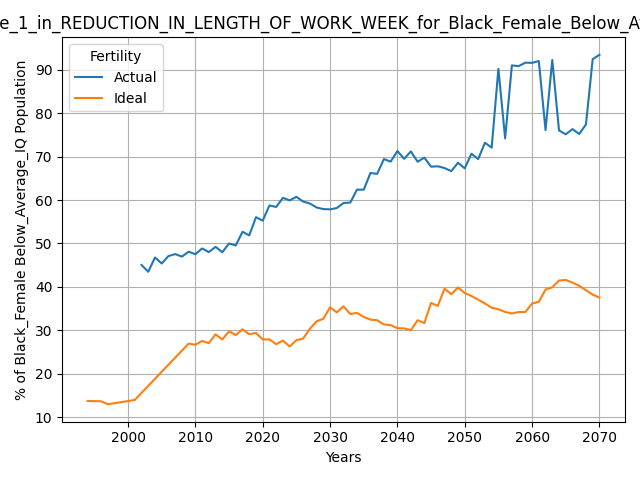 e_1_in_REDUCTION_IN_LENGTH_OF_WORK_WEEK_for_Black_Female_Below_Av
Fertility
Actual
Ideal
% of Black_Female Below_Average_IQ Population
90
80
70
60
50
40
30
20
10
2000 2010 2020 2030 2040 2050 2060 2070
Years